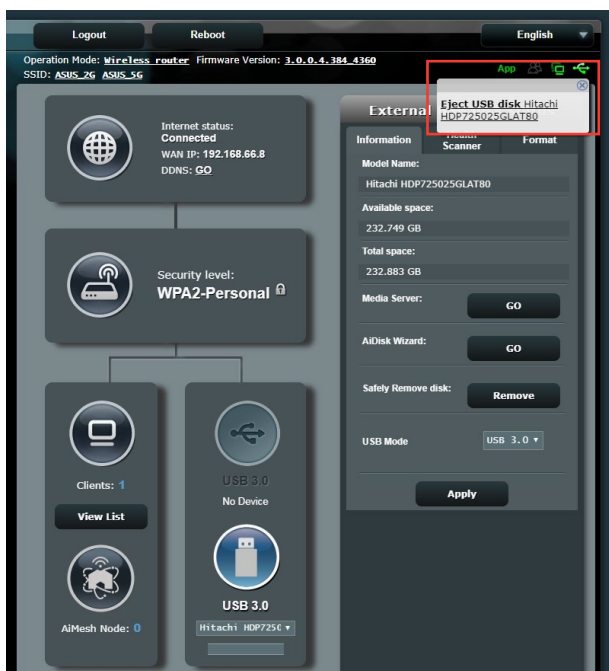 Logout
Reboot
English
Operation Mode: Wireless router Firmware Version: 3.0.0.4.384_4360
SSID: ASUS_2G ASUS_5G
App
Eject USB disk Hitachi
HDP725025GLAT80
External
Internet status:
Connected
WAN IP: 192.168.66.8
DDNS: GO
Information
Scanner
Format
Model Name:
Hitachi HDP725025GLAT80
Available space:
232.749 GB
Total space:
232.883 GB
Security level:
WPA2-Personal
Media Server:
GO
AiDisk Wizard:
GO
Safely Remove disk:
Remove
USB Mode
USB 3.0
Apply
Clients: 1
View List
AiMesh Node: 0
USB 3.0
No Device
USB 3.0
Hitachi HDP725C